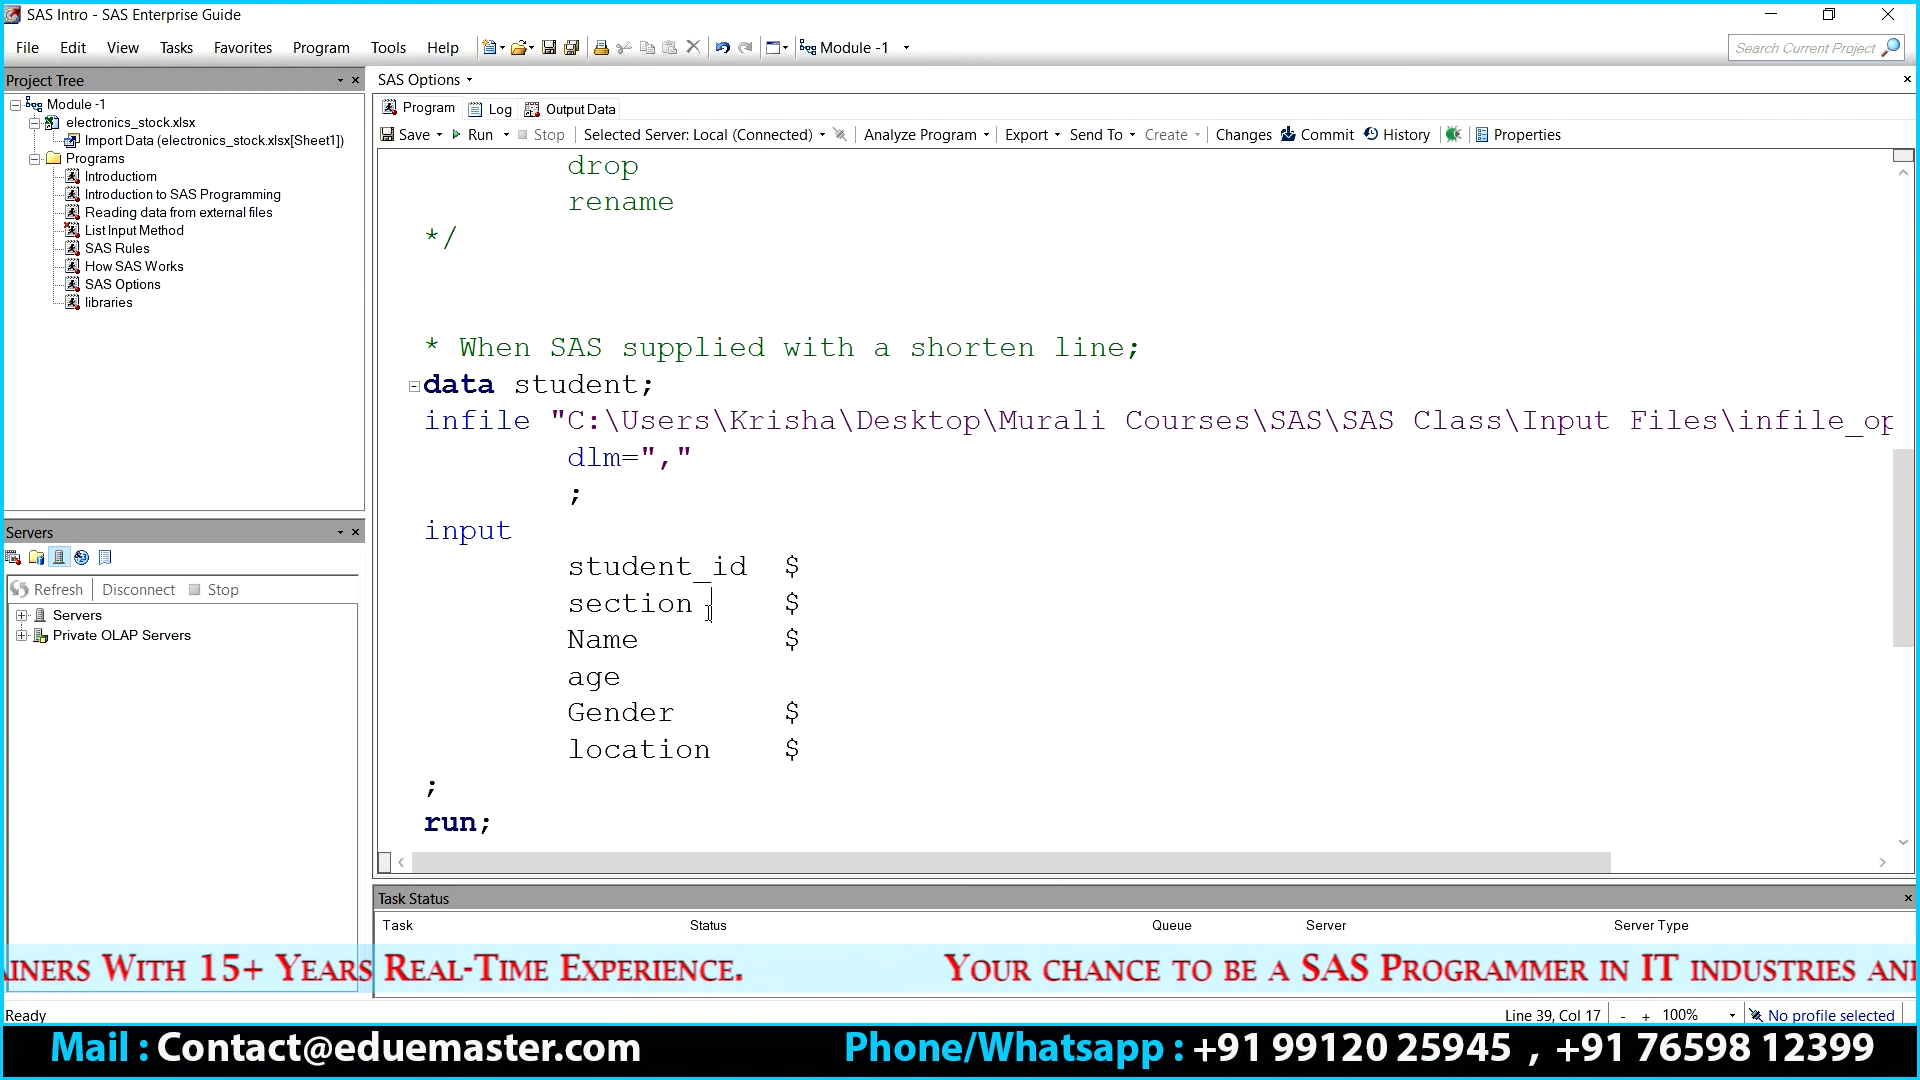 SAS Intro - SAS Enterprise Guide
File Edit View Tasks Favorites Program Tools Help Module -1 Search Current Project
Project Tree
Module -1
electronics_stock.xlsx
Import Data (electronics_stock.xlsx[Sheet1])
Programs
Introductiom
Introduction to SAS Programming
Reading data from external files
List Input Method
SAS Rules
How SAS Works
SAS Options
libraries
Servers
Refresh Disconnect Stop
Servers
Private OLAP Servers
SAS Options
Program Log Output Data
Save Run Stop Selected Server: Local (Connected) Analyze Program Export Send To Create Changes Commit History Properties
drop
rename
*/
* When SAS supplied with a shorten line;
data student;
infile "C:\Users\Krisha\Desktop\Murali Courses\SAS\SAS Class\Input Files\infile_op
dlm=","
;
input
student_id $
section $
Name $
age
Gender $
location $
;
run;
Task Status
Task Status Queue Server Server Type
AINERS WITH 15+ YEARS REAL-TIME EXPERIENCE. YOUR CHANCE TO BE A SAS PROGRAMMER IN IT INDUSTRIES AN
Ready Line 39, Col 17 - + 100% No profile selected
Mail : Contact@eduemaster.com Phone/Whatsapp : +91 99120 25945 , +91 76598 12399